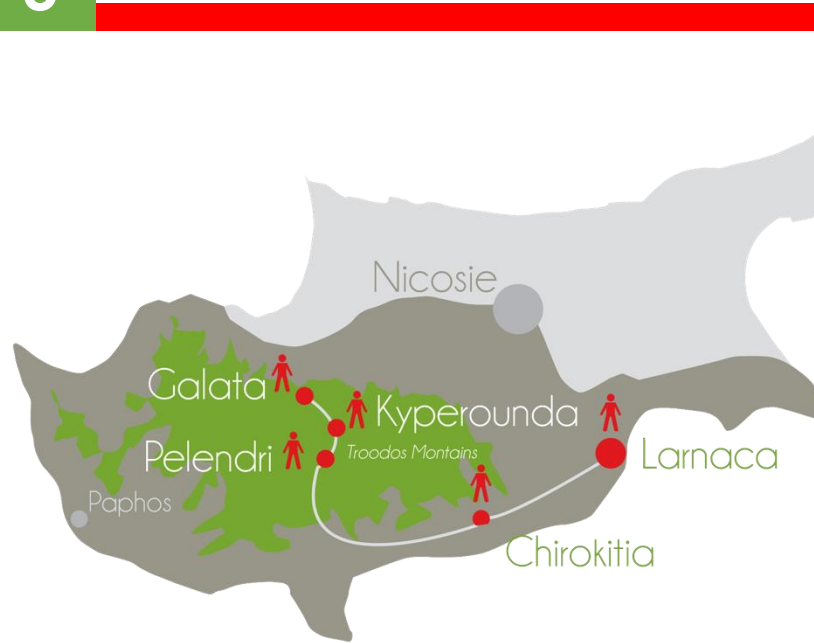 Nicosie
Galata
Kyperounda
Pelendri
Troodos Montains
Larnaca
Paphos
Chirokitia